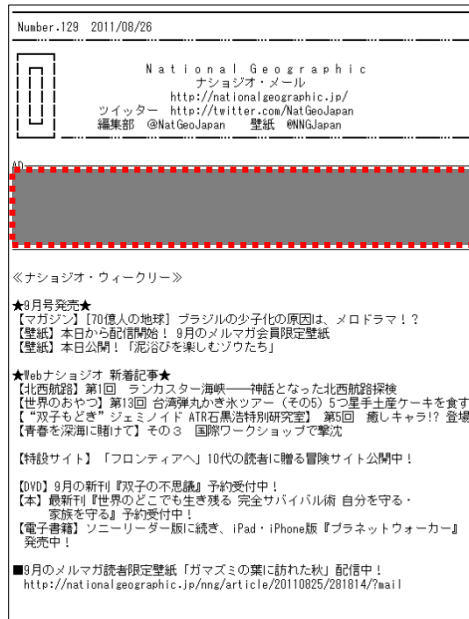 Number.129 2011/08/26
National Geographic
ナショジオ・メール
http://nationalgeographic.jp/
ツイッター http://twitter.com/NatGeoJapan
編集部 @NatGeoJapan 壁紙 @NNGJapan
AD
≪ナショジオ・ウィークリー≫
★9月号発売★
【マガジン】[70億人の地球] ブラジルの少子化の原因は、メロドラマ!?
【壁紙】本日から配信開始! 9月のメルマガ会員限定壁紙
【壁紙】本日公開!「泥浴びを楽しむゾウたち」
★Webナショジオ 新着記事★
【北西航路】第1回 ランカスター海峡――神話となった北西航路探検
【世界のおやつ】第13回 台湾弾丸かき氷ツアー(その5) 5つ星手土産ケーキを食す
【“双子もどき”ジェミノイド ATR石黒浩特別研究室】 第5回 癒しキャラ!? 登場
【青春を深海に賭けて】その3 国際ワークショップで撃沈
【特設サイト】「フロンティアへ」10代の読者に贈る冒険サイト公開中!
【DVD】9月の新刊『双子の不思議』予約受付中!
【本】最新刊『世界のどこでも生き残る 完全サバイバル術 自分を守る・
家族を守る』予約受付中!
【電子書籍】ソニーリーダー版に続き、iPad・iPhone版『プラネットウォーカー』
発売中!
■9月のメルマガ読者限定壁紙「ガマズミの葉に訪れた秋」配信中!
http://nationalgeographic.jp/nng/article/20110825/281814/?mail